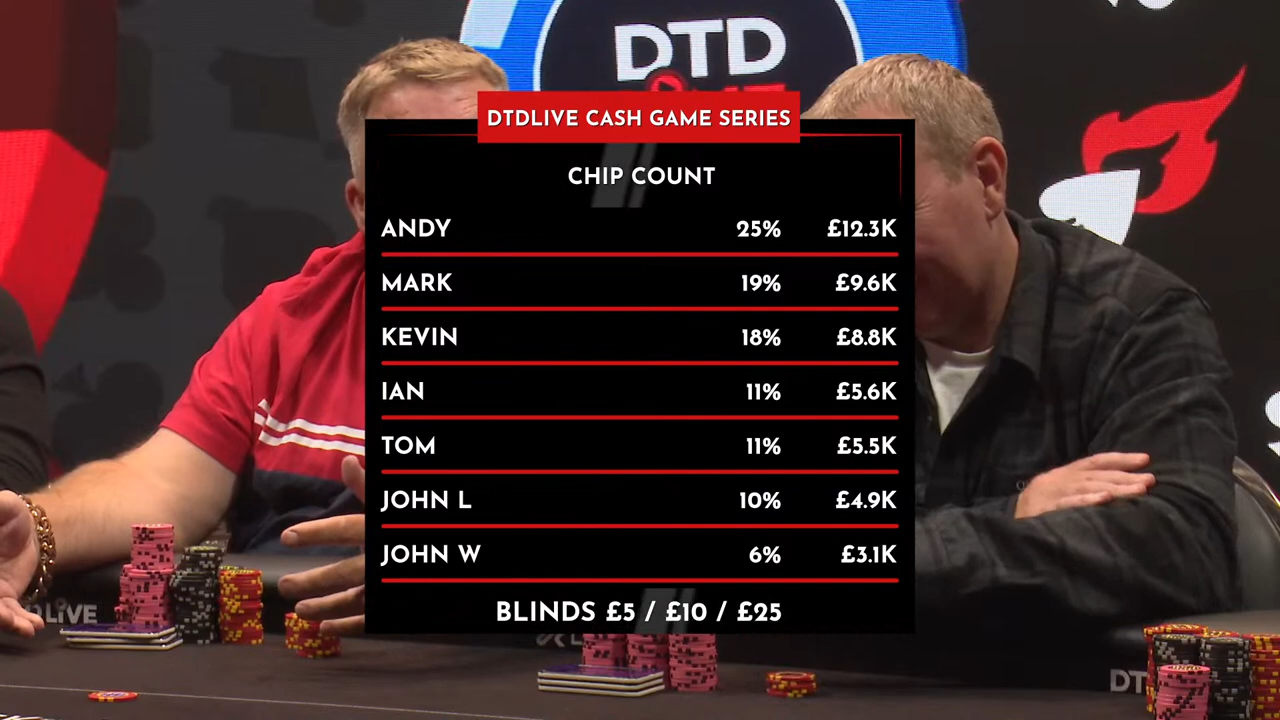 DTD
DTDLIVE CASH GAME SERIES
CHIP COUNT
ANDY 25% £12.3K
MARK 19% £9.6K
KEVIN 18% £8.8K
IAN 11% £5.6K
TOM 11% £5.5K
JOHN L 10% £4.9K
JOHN W 6% £3.1K
BLINDS £5 / £10 / £25
LIVE
DT